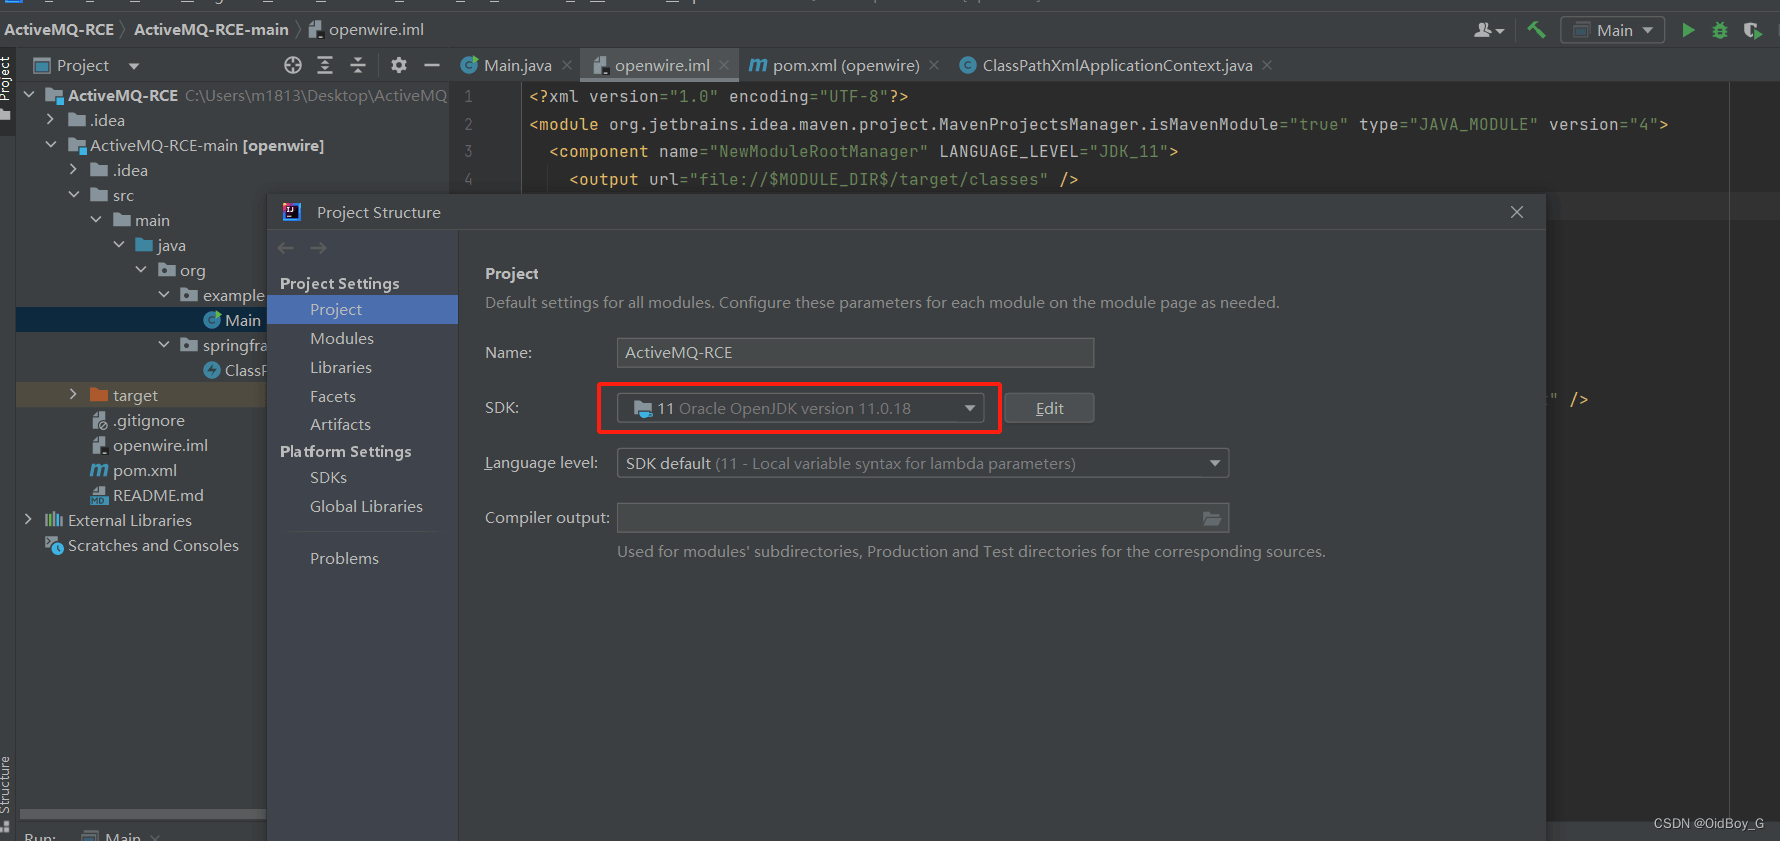 ActiveMQ-RCE ActiveMQ-RCE-main openwire.iml
Main
Project
Project
Main.java openwire.iml pom.xml (openwire) ClassPathXmlApplicationContext.java
ActiveMQ-RCE C:\Users\m1813\Desktop\ActiveMQ
.idea
ActiveMQ-RCE-main [openwire]
.idea
src
main
java
org
example
Main
springfra
ClassF
target
.gitignore
openwire.iml
pom.xml
README.md
External Libraries
Scratches and Consoles
Structure
Run: Main
1 <?xml version="1.0" encoding="UTF-8"?>
2 <module org.jetbrains.idea.maven.project.MavenProjectsManager.isMavenModule="true" type="JAVA_MODULE" version="4">
3 <component name="NewModuleRootManager" LANGUAGE_LEVEL="JDK_11">
4 <output url="file://$MODULE_DIR$/target/classes" />
" />
Project Structure
Project Settings
Project
Modules
Libraries
Facets
Artifacts
Platform Settings
SDKs
Global Libraries
Problems
Project
Default settings for all modules. Configure these parameters for each module on the module page as needed.
Name: ActiveMQ-RCE
SDK: 11 Oracle OpenJDK version 11.0.18 Edit
Language level: SDK default (11 - Local variable syntax for lambda parameters)
Compiler output:
Used for modules' subdirectories, Production and Test directories for the corresponding sources.
CSDN @OidBoy_G